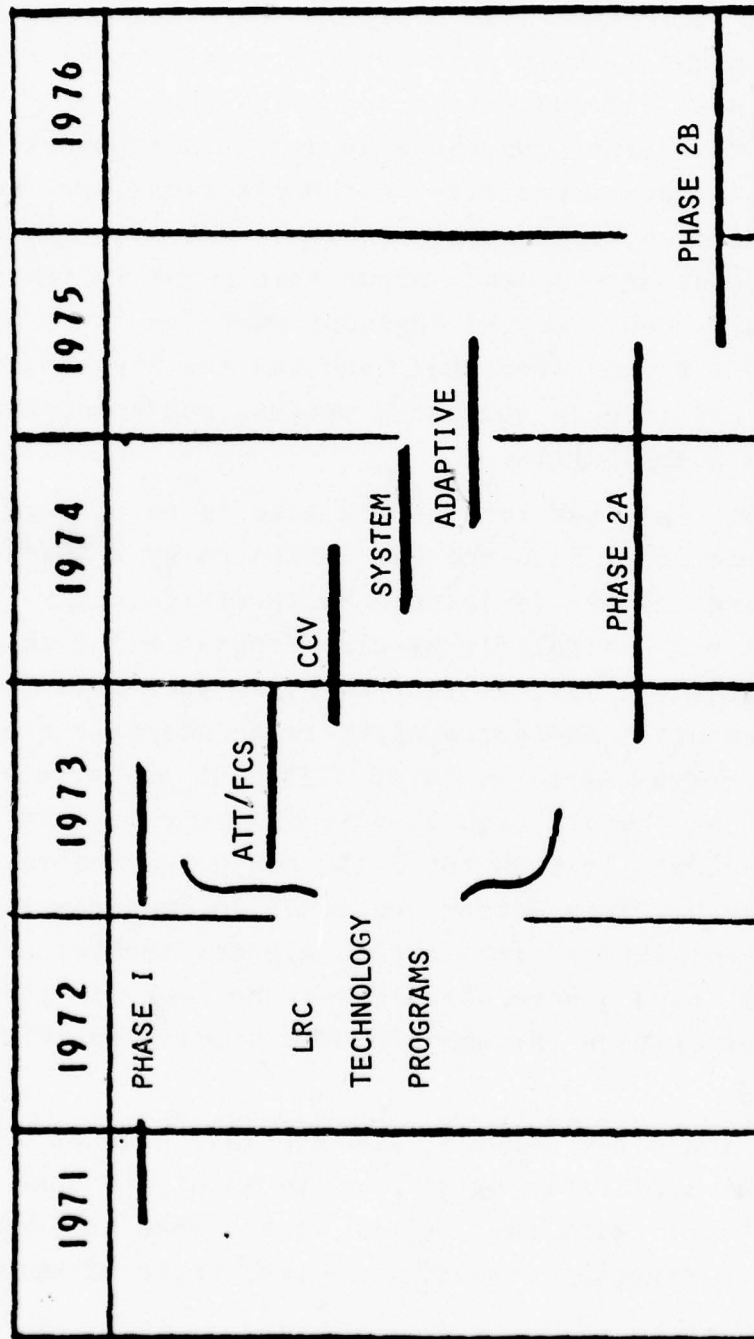 1971 1972 1973 1974 1975 1976
PHASE I
ATT/FCS
LRC CCV
TECHNOLOGY
PROGRAMS SYSTEM
ADAPTIVE
PHASE 2A
PHASE 2B